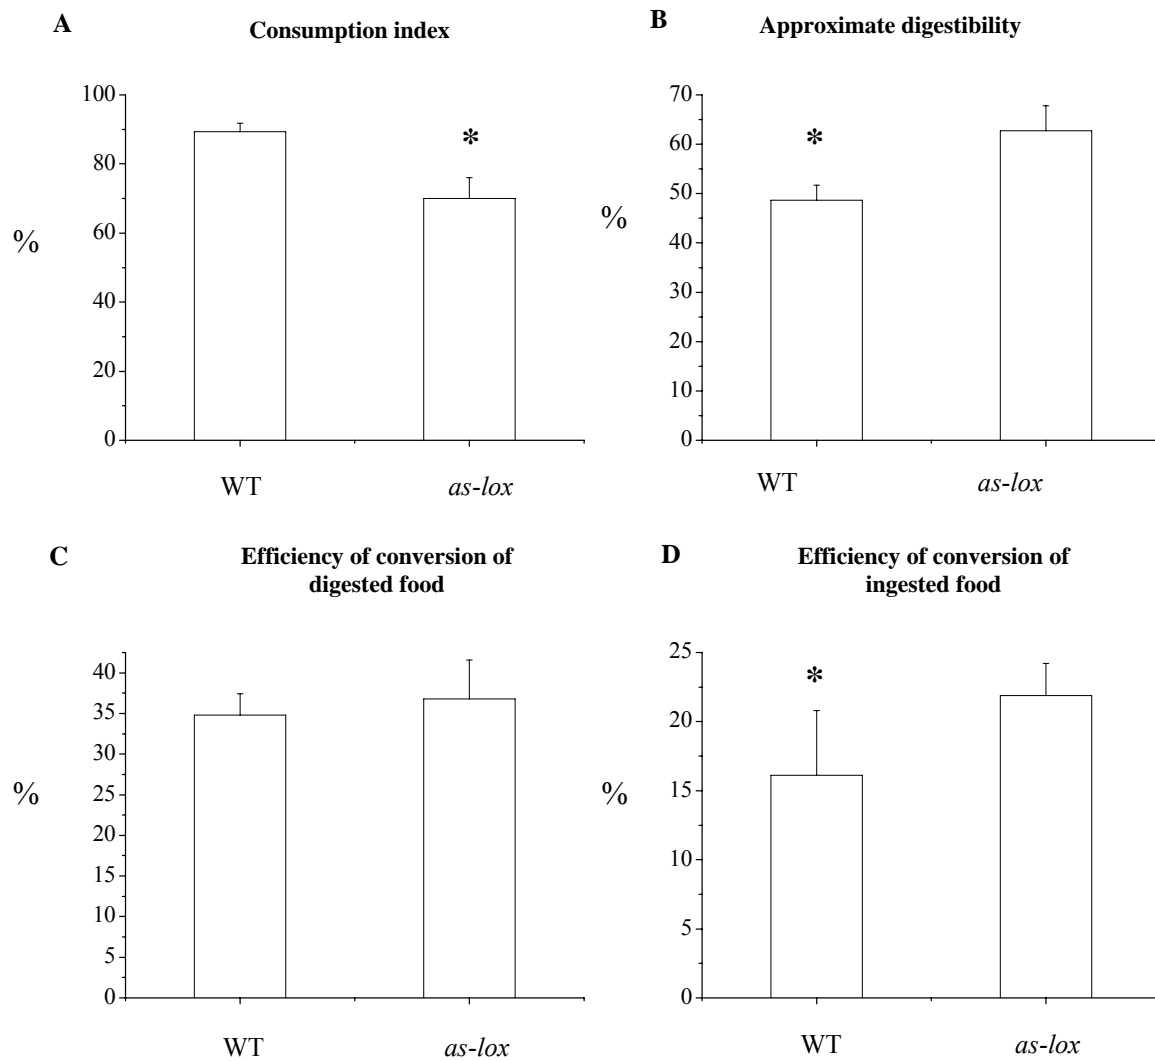 A
Consumption index
100
80
60
40
20
0
%
*
WT
as-lox
B
Approximate digestibility
70
60
50
40
30
20
10
0
%
*
WT
as-lox
C
Efficiency of conversion of
digested food
40
35
30
25
20
15
10
5
0
%
WT
as-lox
D
Efficiency of conversion of
ingested food
25
20
15
10
5
0
%
*
WT
as-lox